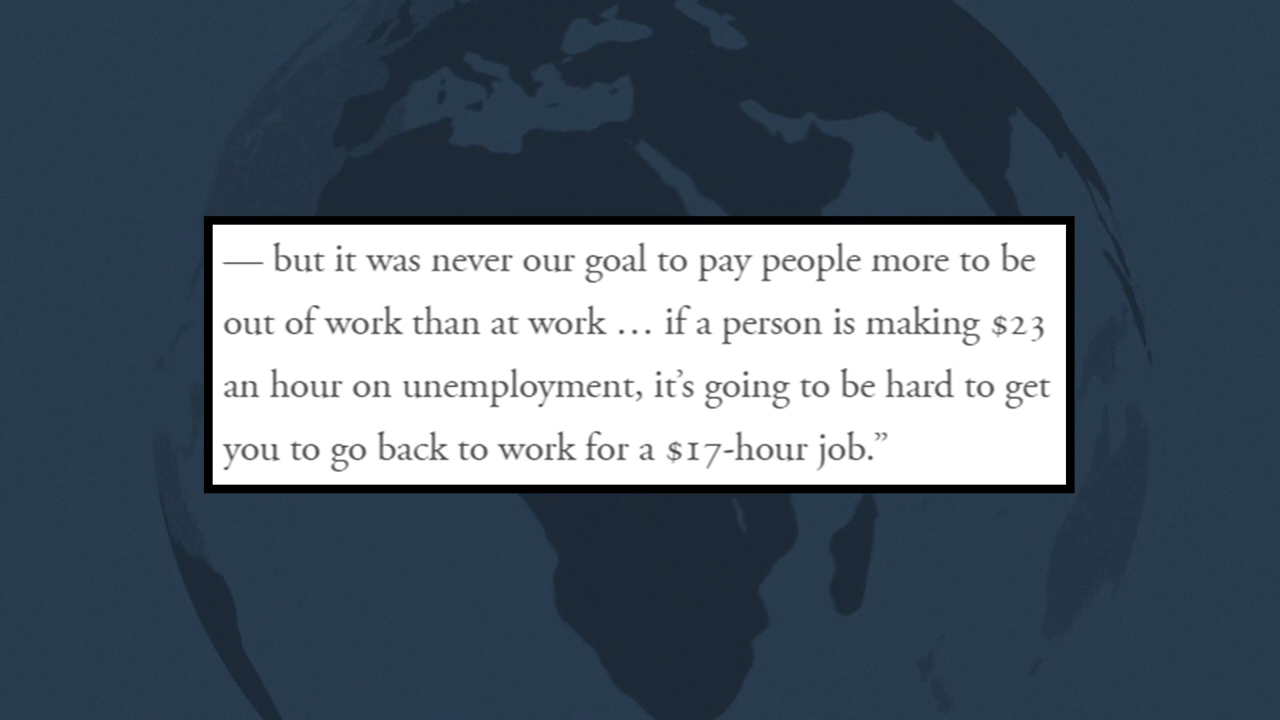 — but it was never our goal to pay people more to be
out of work than at work … if a person is making $23
an hour on unemployment, it’s going to be hard to get
you to go back to work for a $17-hour job.”